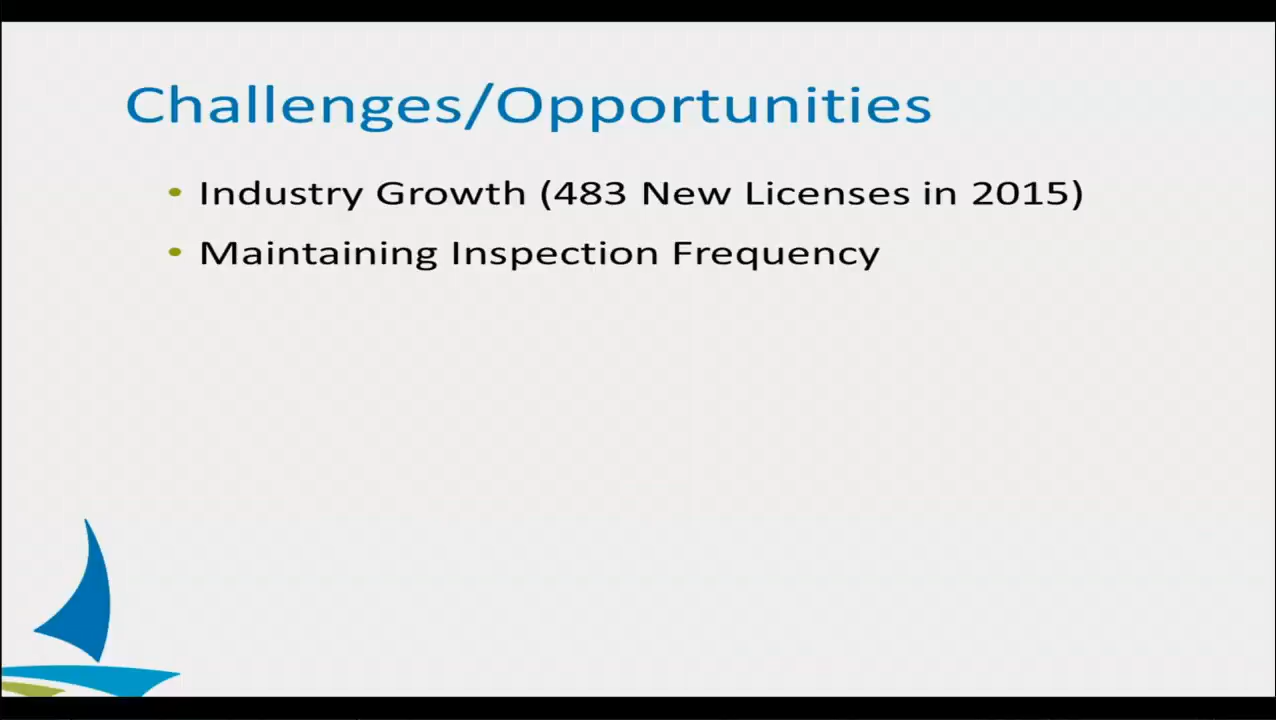 Challenges/Opportunities
• Industry Growth (483 New Licenses in 2015)
• Maintaining Inspection Frequency